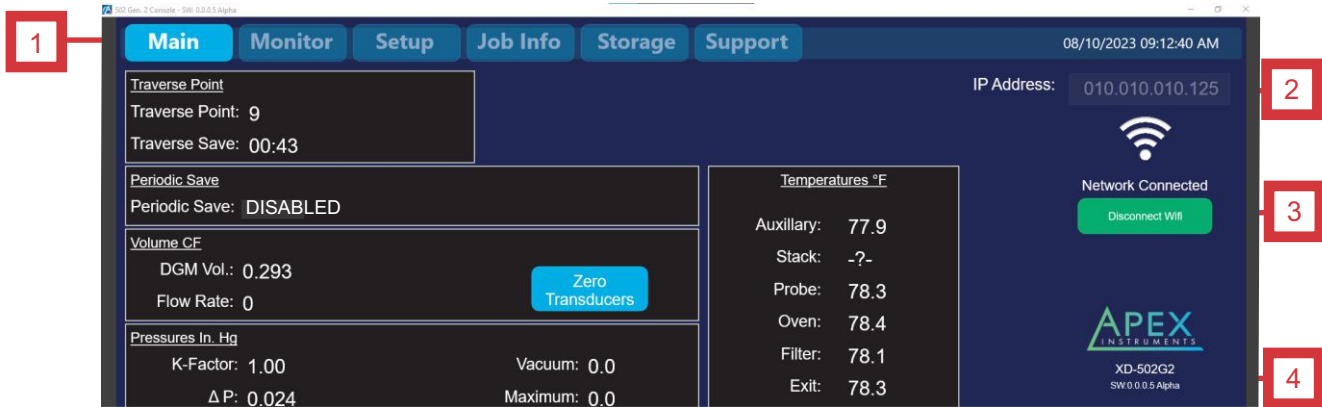 502 Gen. 2 Console - SW: 0.0.0.5 Alpha
1
Main Monitor Setup Job Info Storage Support 08/10/2023 09:12:40 AM
Traverse Point
Traverse Point: 9
Traverse Save: 00:43
IP Address: 010.010.010.125
2
Periodic Save
Periodic Save: DISABLED
Volume CF
DGM Vol.: 0.293
Flow Rate: 0
Zero
Transducers
Pressures In. Hg
K-Factor: 1.00 Vacuum: 0.0
Δ P: 0.024 Maximum: 0.0
Temperatures °F
Auxillary: 77.9
Stack: -?-
Probe: 78.3
Oven: 78.4
Filter: 78.1
Exit: 78.3
Network Connected
Disconnect Wifi
3
APEX
INSTRUMENTS
XD-502G2
SW:0.0.0.5 Alpha
4